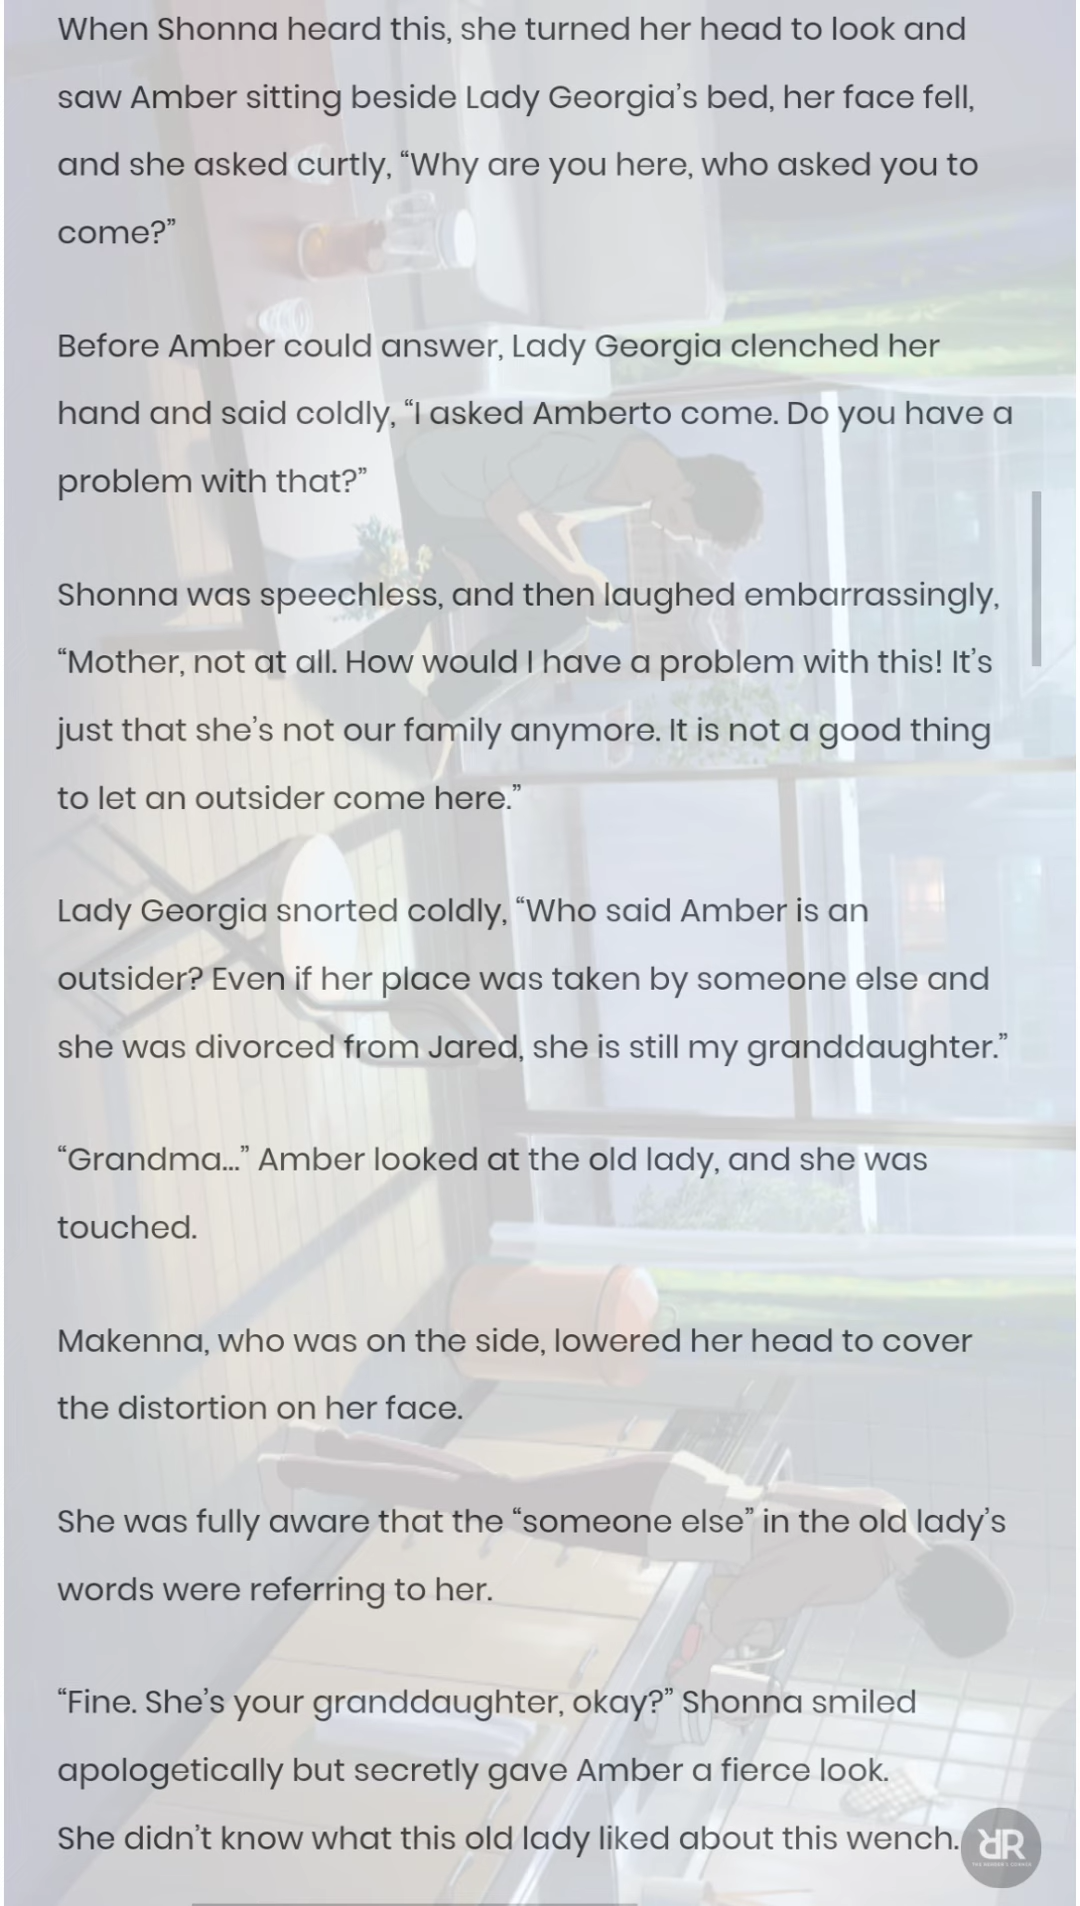 When Shonna heard this, she turned her head to look and
saw Amber sitting beside Lady Georgia’s bed, her face fell,
and she asked curtly, “Why are you here, who asked you to
come?”
Before Amber could answer, Lady Georgia clenched her
hand and said coldly, “I asked Amberto come. Do you have a
problem with that?”
Shonna was speechless, and then laughed embarrassingly,
“Mother, not at all. How would I have a problem with this! It’s
just that she’s not our family anymore. It is not a good thing
to let an outsider come here.”
Lady Georgia snorted coldly, “Who said Amber is an
outsider? Even if her place was taken by someone else and
she was divorced from Jared, she is still my granddaughter.”
“Grandma...” Amber looked at the old lady, and she was
touched.
Makenna, who was on the side, lowered her head to cover
the distortion on her face.
She was fully aware that the “someone else” in the old lady’s
words were referring to her.
“Fine. She’s your granddaughter, okay?” Shonna smiled
apologetically but secretly gave Amber a fierce look.
She didn’t know what this old lady liked about this wench.
RR